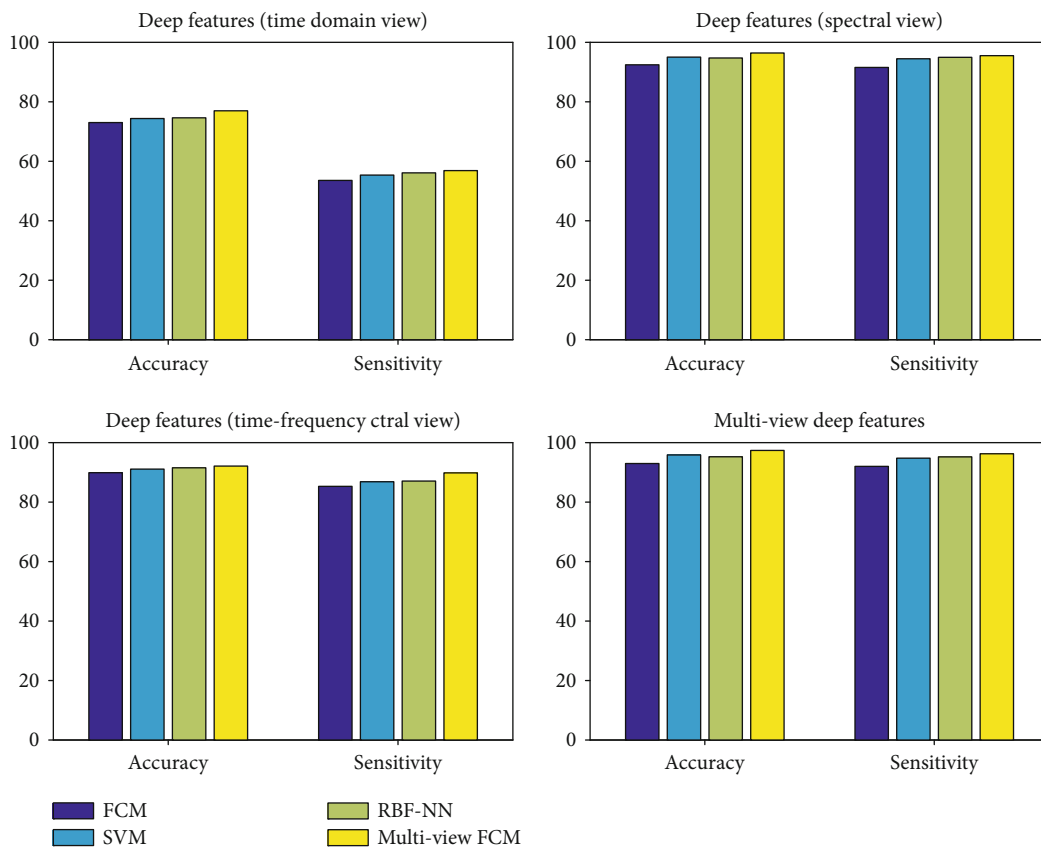 Deep features (time domain view)
100
80
60
40
20
0
Accuracy Sensitivity
Deep features (spectral view)
100
80
60
40
20
0
Accuracy Sensitivity
Deep features (time-frequency ctral view)
100
80
60
40
20
0
Accuracy Sensitivity
Multi-view deep features
100
80
60
40
20
0
Accuracy Sensitivity
FCM
SVM
RBF-NN
Multi-view FCM